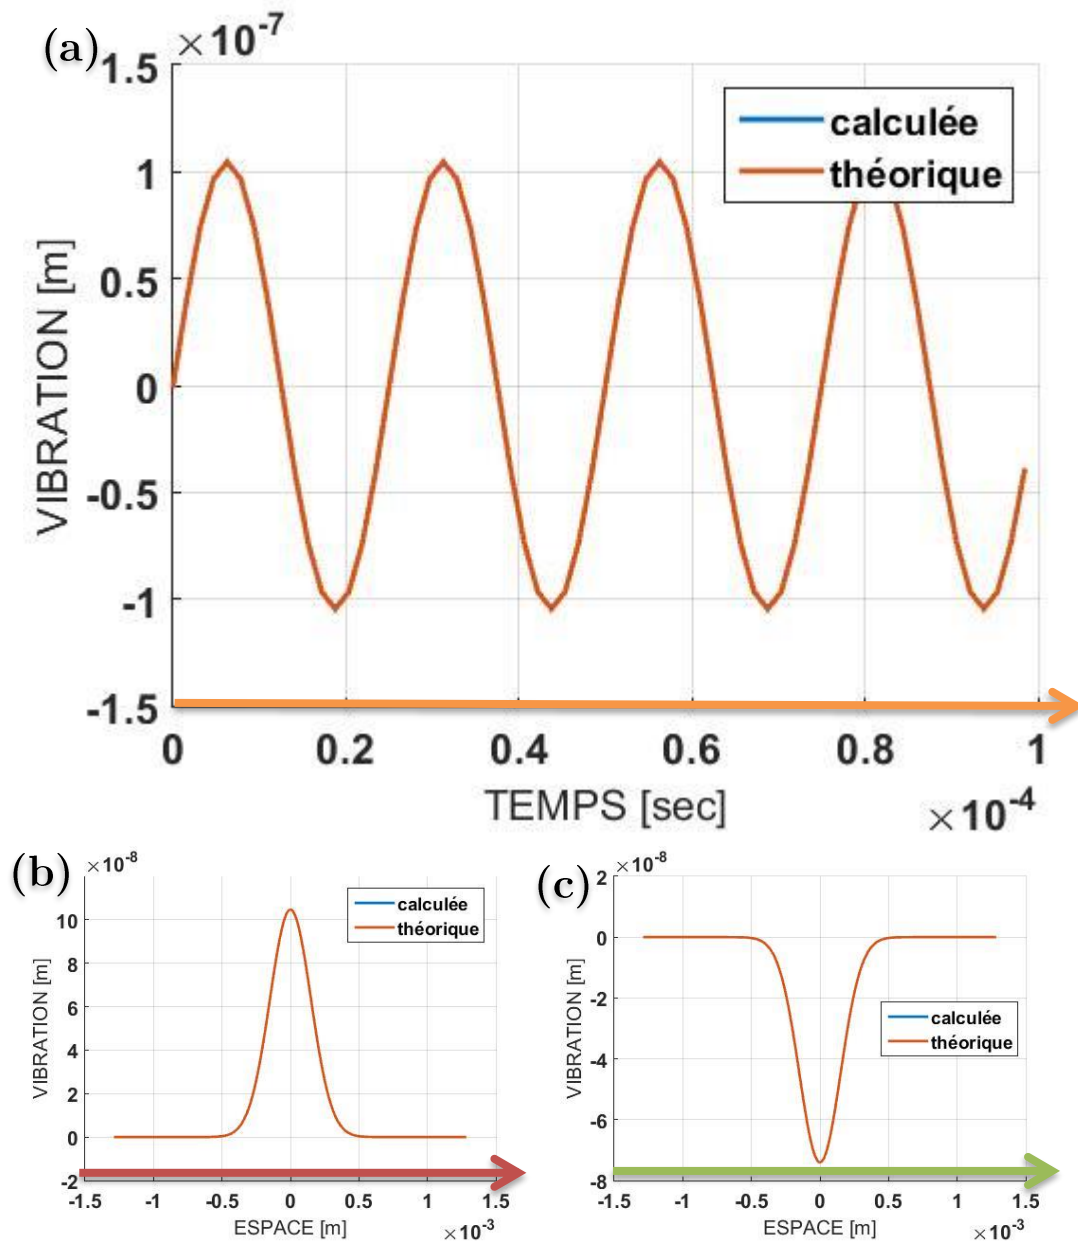 (a)
×10⁻⁷
1.5
1
0.5
0
-0.5
-1
-1.5
VIBRATION [m]
calculée
théorique
0 0.2 0.4 0.6 0.8 1
TEMPS [sec]
×10⁻⁴
(b)
×10⁻⁸
10
8
6
4
2
0
-2
VIBRATION [m]
calculée
théorique
-1.5 -1 -0.5 0 0.5 1 1.5
ESPACE [m]
×10⁻³
(c)
×10⁻⁸
2
0
-2
-4
-6
-8
VIBRATION [m]
calculée
théorique
-1.5 -1 -0.5 0 0.5 1 1.5
ESPACE [m]
×10⁻³